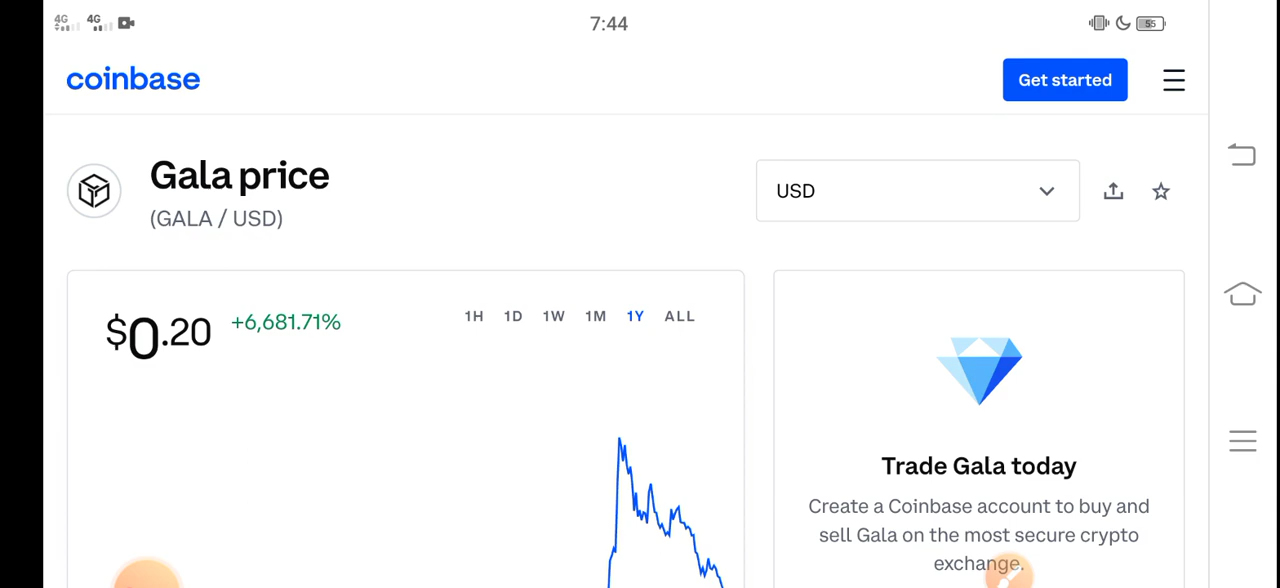 4G 4G 7:44 55
coinbase Get started
Gala price
(GALA / USD)
USD
$0.20 +6,681.71% 1H 1D 1W 1M 1Y ALL
Trade Gala today
Create a Coinbase account to buy and
sell Gala on the most secure crypto
exchange.